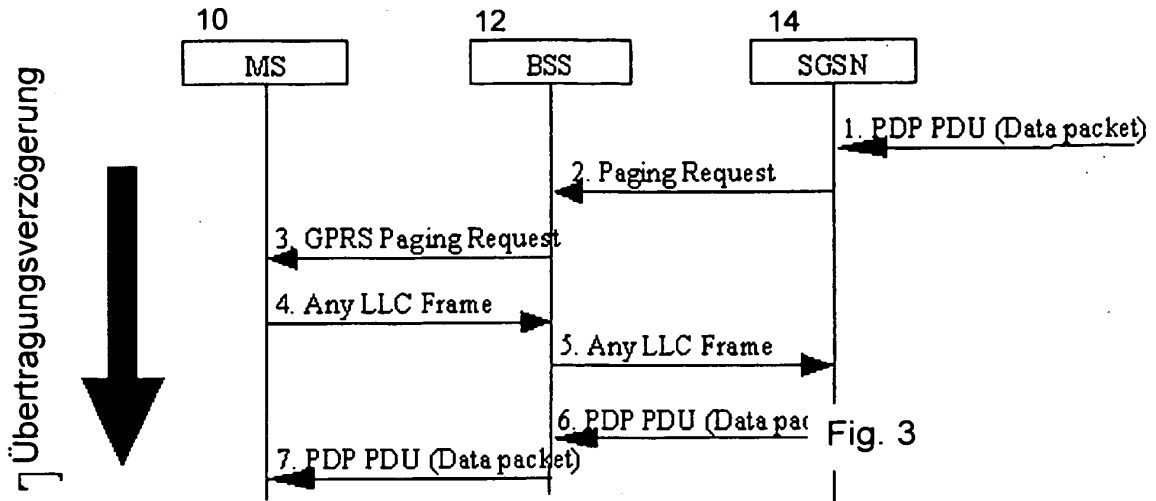 10 12 14
MS BSS SGSN
Übertragungsverzögerung
1. PDP PDU (Data packet)
2. Paging Request
3. GPRS Paging Request
4. Any LLC Frame
5. Any LLC Frame
6. PDP PDU (Data pac
Fig. 3
7. PDP PDU (Data packet)